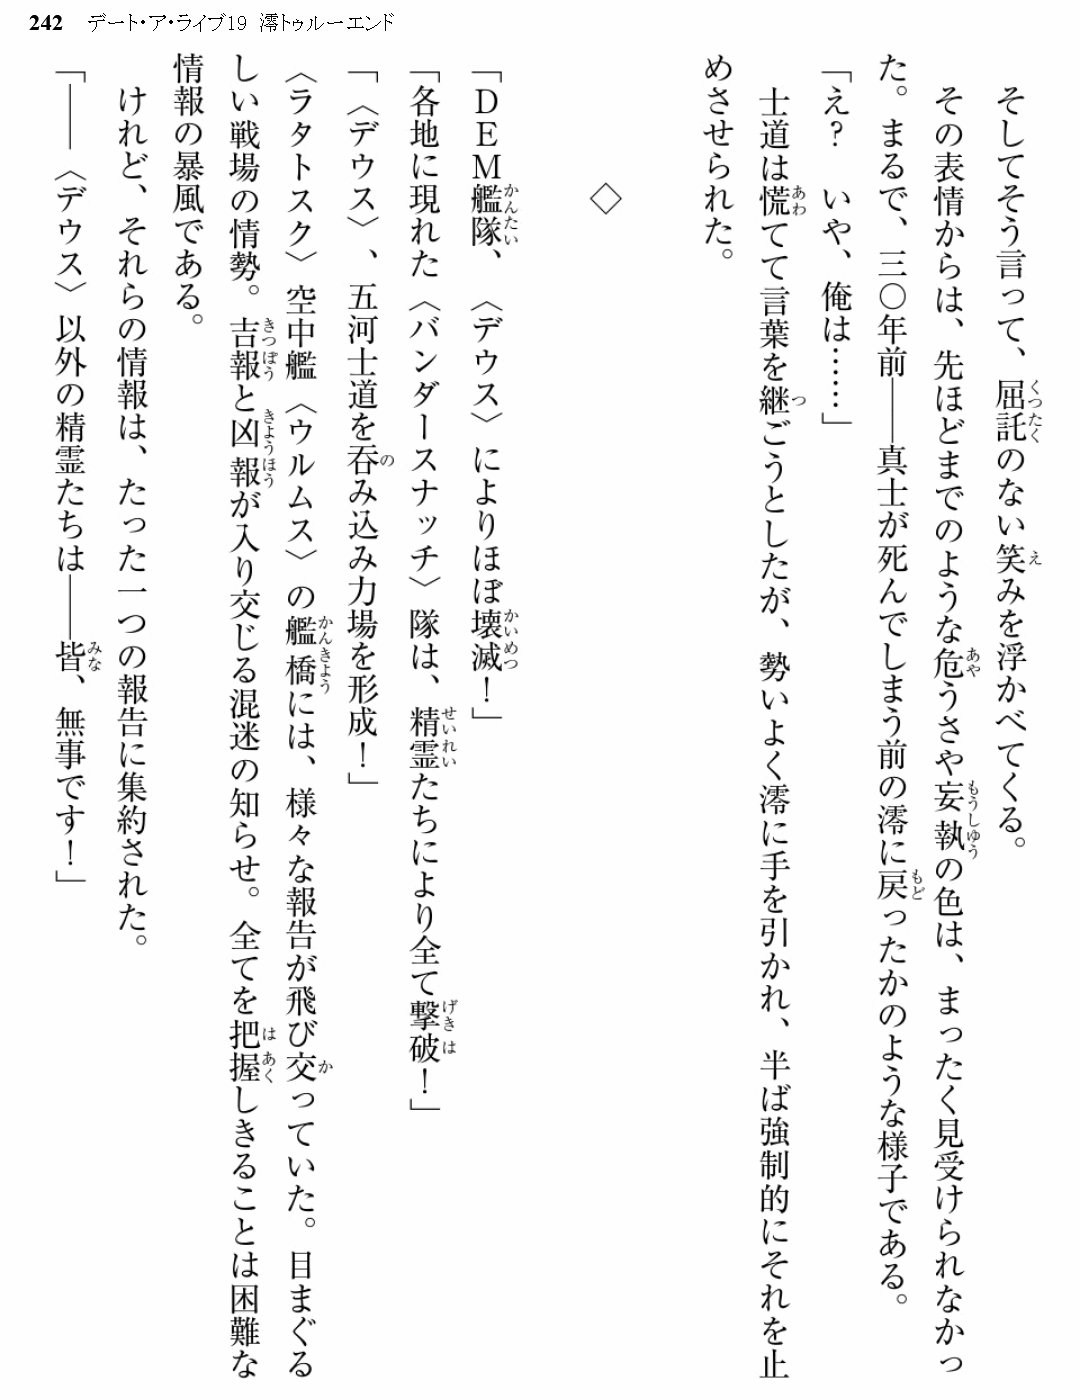 242 デート・ア・ライブ19 澪トゥルーエンド
そしてそう言って、屈託のない笑みを浮かべてくる。
その表情からは、先ほどまでのような危うさや妄執の色は、まったく見受けられなかっ
た。まるで、三〇年前――真士が死んでしまう前の澪に戻ったかのような様子である。
「え? いや、俺は……」
士道は慌てて言葉を継ごうとしたが、勢いよく澪に手を引かれ、半ば強制的にそれを止
めさせられた。
◇
「DEM艦隊、〈デウス〉によりほぼ壊滅!」
「各地に現れた〈バンダースナッチ〉隊は、精霊たちにより全て撃破!」
「〈デウス〉、五河士道を呑み込み力場を形成!」
〈ラタトスク〉空中艦〈ウルムス〉の艦橋には、様々な報告が飛び交っていた。目まぐる
しい戦場の情勢。吉報と凶報が入り交じる混迷の知らせ。全てを把握しきることは困難な
情報の暴風である。
けれど、それらの情報は、たった一つの報告に集約された。
「――〈デウス〉以外の精霊たちは――皆、無事です!」